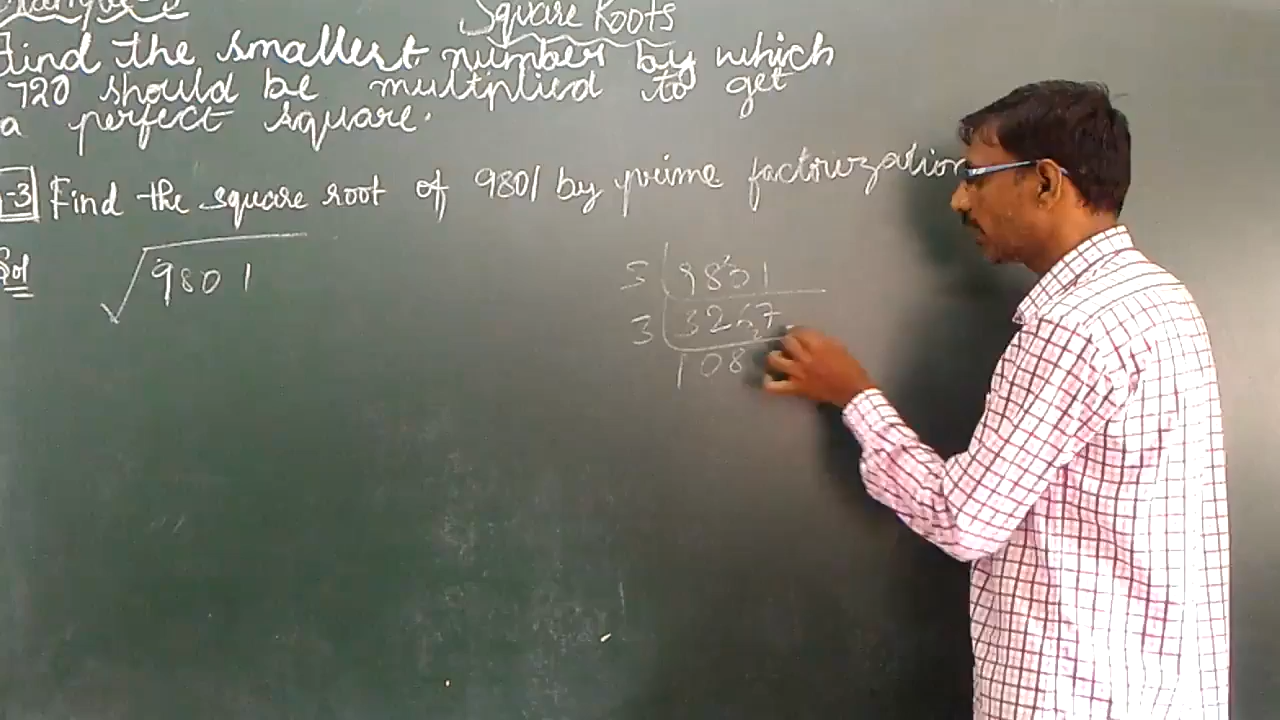 Square Roots
Find the smallest number by which
720 should be multiplied to get
a perfect square.
-3 Find the square root of 9801 by prime factorization
Sol √9801
3 9801
3 3267
108